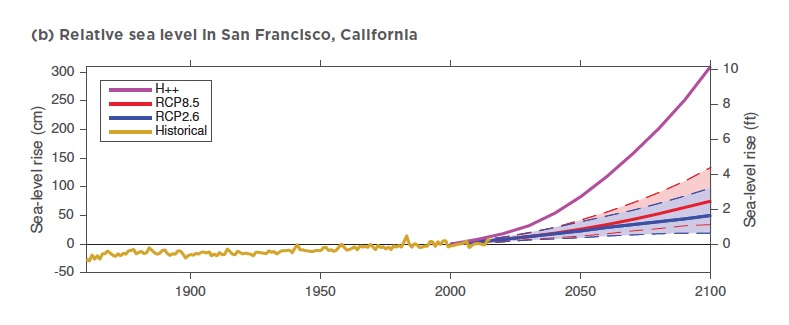 (b) Relative sea level in San Francisco, California
Sea-level rise (cm)
300
250
200
150
100
50
0
-50
H++
RCP8.5
RCP2.6
Historical
10
8
6
4
2
0
Sea-level rise (ft)
1900
1950
2000
2050
2100